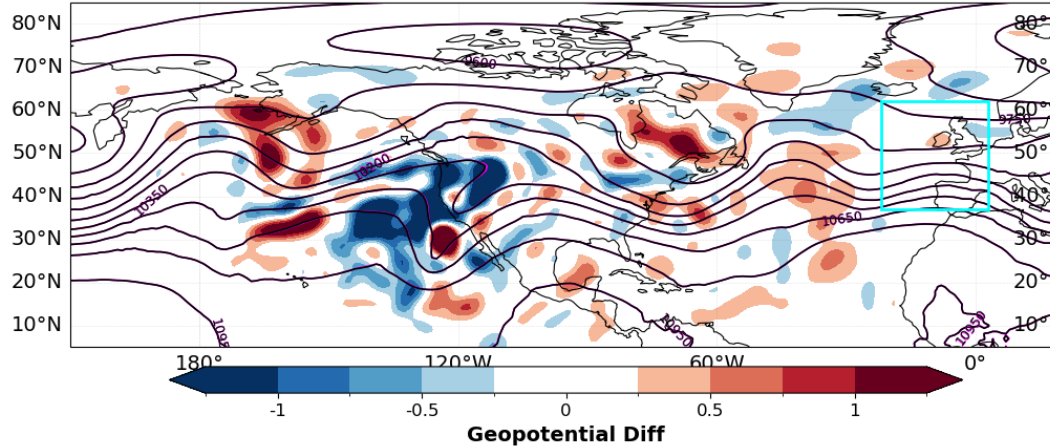 80°N 80°
70°N 9600 70°
60°N 60°
9750
50°N 10200 50°
40°N 10350 40°
30°N 10650 30°
20°N 20°
10°N 10950 10950 10°
180° 120°W 60°W 0°
-1 -0.5 0 0.5 1
Geopotential Diff